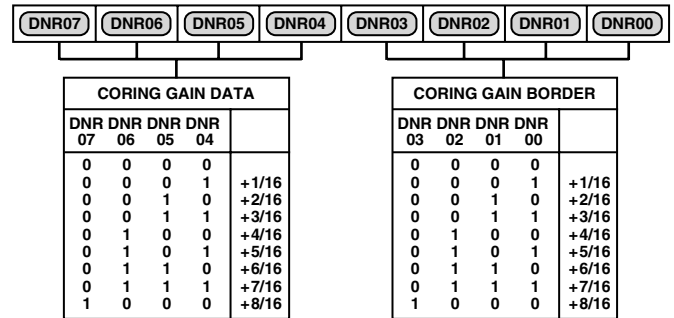 DNR07 DNR06 DNR05 DNR04 DNR03 DNR02 DNR01 DNR00
CORING GAIN DATA
DNR DNR DNR DNR
07 06 05 04
0 0 0 0
0 0 0 1 +1/16
0 0 1 0 +2/16
0 0 1 1 +3/16
0 1 0 0 +4/16
0 1 0 1 +5/16
0 1 1 0 +6/16
0 1 1 1 +7/16
1 0 0 0 +8/16
CORING GAIN BORDER
DNR DNR DNR DNR
03 02 01 00
0 0 0 0
0 0 0 1 +1/16
0 0 1 0 +2/16
0 0 1 1 +3/16
0 1 0 0 +4/16
0 1 0 1 +5/16
0 1 1 0 +6/16
0 1 1 1 +7/16
1 0 0 0 +8/16